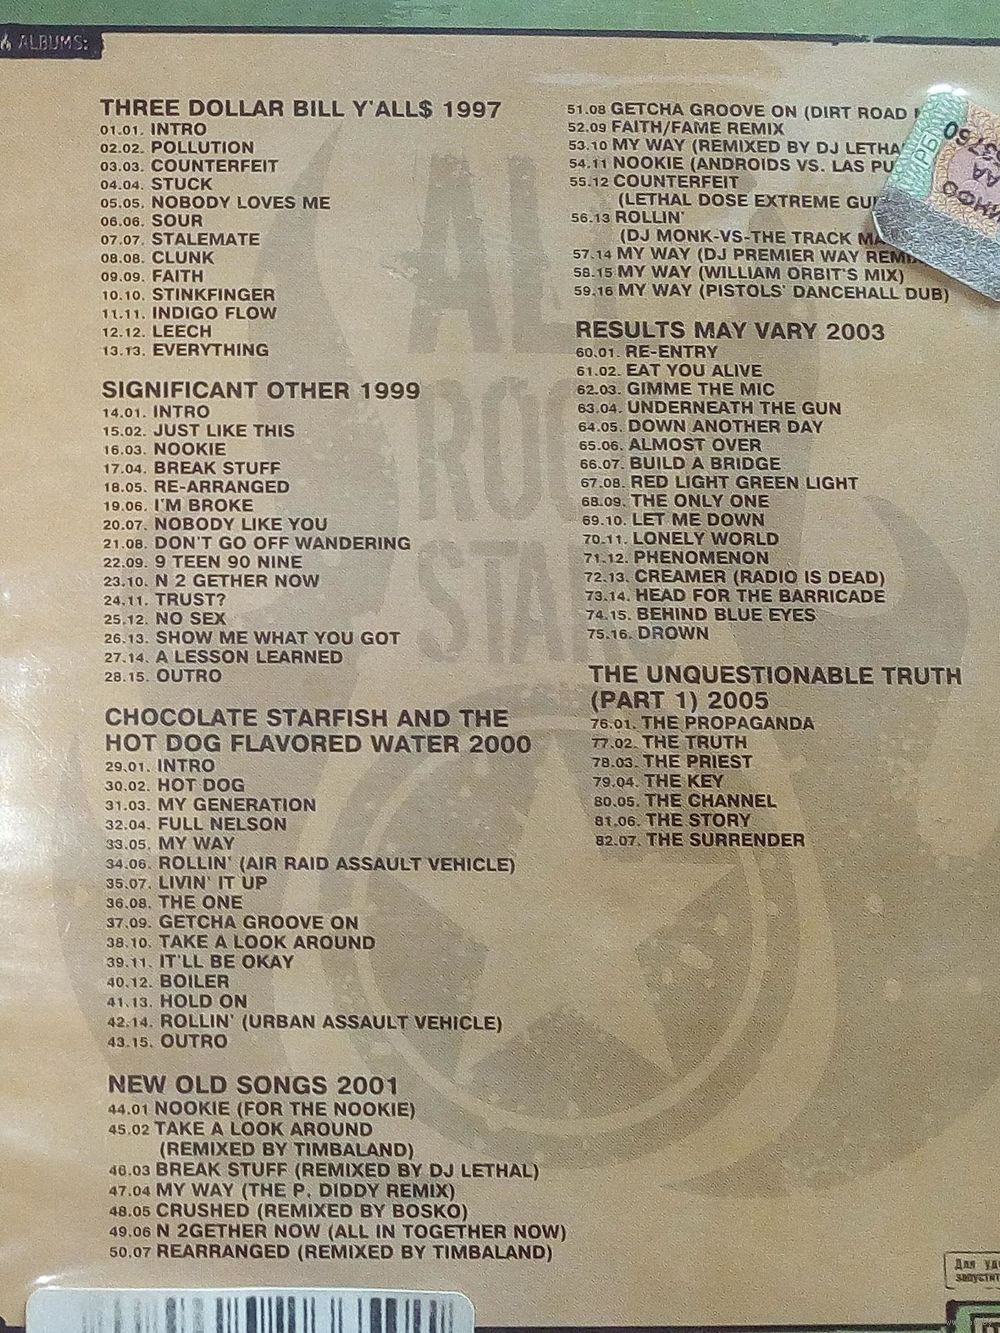 ALBUMS:
THREE DOLLAR BILL Y'ALL$ 1997
01.01. INTRO
02.02. POLLUTION
03.03. COUNTERFEIT
04.04. STUCK
05.05. NOBODY LOVES ME
06.06. SOUR
07.07. STALEMATE
08.08. CLUNK
09.09. FAITH
10.10. STINKFINGER
11.11. INDIGO FLOW
12.12. LEECH
13.13. EVERYTHING
SIGNIFICANT OTHER 1999
14.01. INTRO
15.02. JUST LIKE THIS
16.03. NOOKIE
17.04. BREAK STUFF
18.05. RE-ARRANGED
19.06. I'M BROKE
20.07. NOBODY LIKE YOU
21.08. DON'T GO OFF WANDERING
22.09. 9 TEEN 90 NINE
23.10. N 2 GETHER NOW
24.11. TRUST?
25.12. NO SEX
26.13. SHOW ME WHAT YOU GOT
27.14. A LESSON LEARNED
28.15. OUTRO
CHOCOLATE STARFISH AND THE
HOT DOG FLAVORED WATER 2000
29.01. INTRO
30.02. HOT DOG
31.03. MY GENERATION
32.04. FULL NELSON
33.05. MY WAY
34.06. ROLLIN' (AIR RAID ASSAULT VEHICLE)
35.07. LIVIN' IT UP
36.08. THE ONE
37.09. GETCHA GROOVE ON
38.10. TAKE A LOOK AROUND
39.11. IT'LL BE OKAY
40.12. BOILER
41.13. HOLD ON
42.14. ROLLIN' (URBAN ASSAULT VEHICLE)
43.15. OUTRO
NEW OLD SONGS 2001
44.01 NOOKIE (FOR THE NOOKIE)
45.02 TAKE A LOOK AROUND
(REMIXED BY TIMBALAND)
46.03 BREAK STUFF (REMIXED BY DJ LETHAL)
47.04 MY WAY (THE P. DIDDY REMIX)
48.05 CRUSHED (REMIXED BY BOSKO)
49.06 N 2GETHER NOW (ALL IN TOGETHER NOW)
50.07 REARRANGED (REMIXED BY TIMBALAND)
51.08 GETCHA GROOVE ON (DIRT ROAD
52.09 FAITH/FAME REMIX
53.10 MY WAY (REMIXED BY DJ LETHA
54.11 NOOKIE (ANDROIDS VS. LAS PU
55.12 COUNTERFEIT
(LETHAL DOSE EXTREME GUI
56.13 ROLLIN'
(DJ MONK-VS-THE TRACK MA
57.14 MY WAY (DJ PREMIER WAY REMI
58.15 MY WAY (WILLIAM ORBIT'S MIX)
59.16 MY WAY (PISTOLS' DANCEHALL DUB)
RESULTS MAY VARY 2003
60.01. RE-ENTRY
61.02. EAT YOU ALIVE
62.03. GIMME THE MIC
63.04. UNDERNEATH THE GUN
64.05. DOWN ANOTHER DAY
65.06. ALMOST OVER
66.07. BUILD A BRIDGE
67.08. RED LIGHT GREEN LIGHT
68.09. THE ONLY ONE
69.10. LET ME DOWN
70.11. LONELY WORLD
71.12. PHENOMENON
72.13. CREAMER (RADIO IS DEAD)
73.14. HEAD FOR THE BARRICADE
74.15. BEHIND BLUE EYES
75.16. DROWN
THE UNQUESTIONABLE TRUTH
(PART 1) 2005
76.01. THE PROPAGANDA
77.02. THE TRUTH
78.03. THE PRIEST
79.04. THE KEY
80.05. THE CHANNEL
81.06. THE STORY
82.07. THE SURRENDER
ROC
STARS
Для